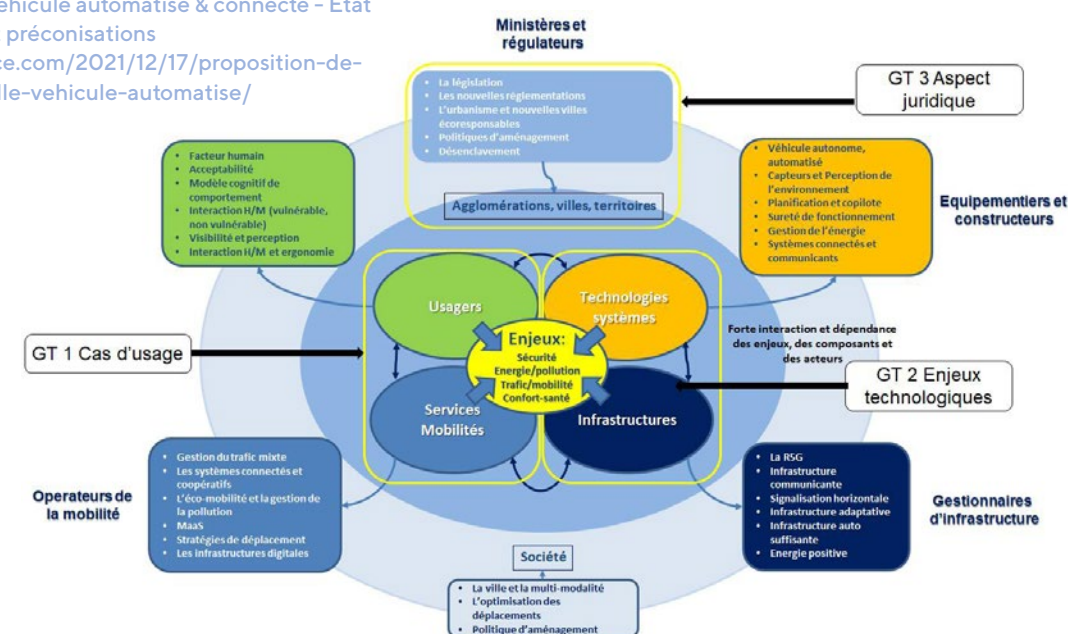 éhicule automatisé & connecté - Etat
t préconisations
ce.com/2021/12/17/proposition-de-
lle-vehicule-automatise/
Ministères et
régulateurs
• La législation
• Les nouvelles réglementations
• L'urbanisme et nouvelles villes
écoresponsables
• Politiques d'aménagement
• Désenclavement
GT 3 Aspect
juridique
Agglomérations, villes, territoires
• Facteur humain
• Acceptabilité
• Modèle cognitif de
comportement
• Interaction H/M (vulnérable,
non vulnérable)
• Visibilité et perception
• Interaction H/M et ergonomie
• Véhicule autonome,
automatisé
• Capteurs et Perception de
l'environnement
• Planification et copilote
• Sureté de fonctionnement
• Gestion de l'énergie
• Systèmes connectés et
communicants
Equipementiers et
constructeurs
Usagers
Technologies
systèmes
Enjeux:
Sécurité
Energie/pollution
Trafic/mobilité
Confort-santé
Services
Mobilités
Infrastructures
GT 1 Cas d'usage
Forte interaction et dépendance
des enjeux, des composants et
des acteurs
GT 2 Enjeux
technologiques
Operateurs de
la mobilité
• Gestion du trafic mixte
• Les systèmes connectés et
coopératifs
• L'éco-mobilité et la gestion de
la pollution
• MaaS
• Stratégies de déplacement
• Les infrastructures digitales
• La RSG
• Infrastructure
communicante
• Signalisation horizontale
• Infrastructure adaptative
• Infrastructure auto
suffisante
• Energie positive
Gestionnaires
d'infrastructure
Société
• La ville et la multi-modalité
• L'optimisation des
déplacements
• Politique d'aménagement